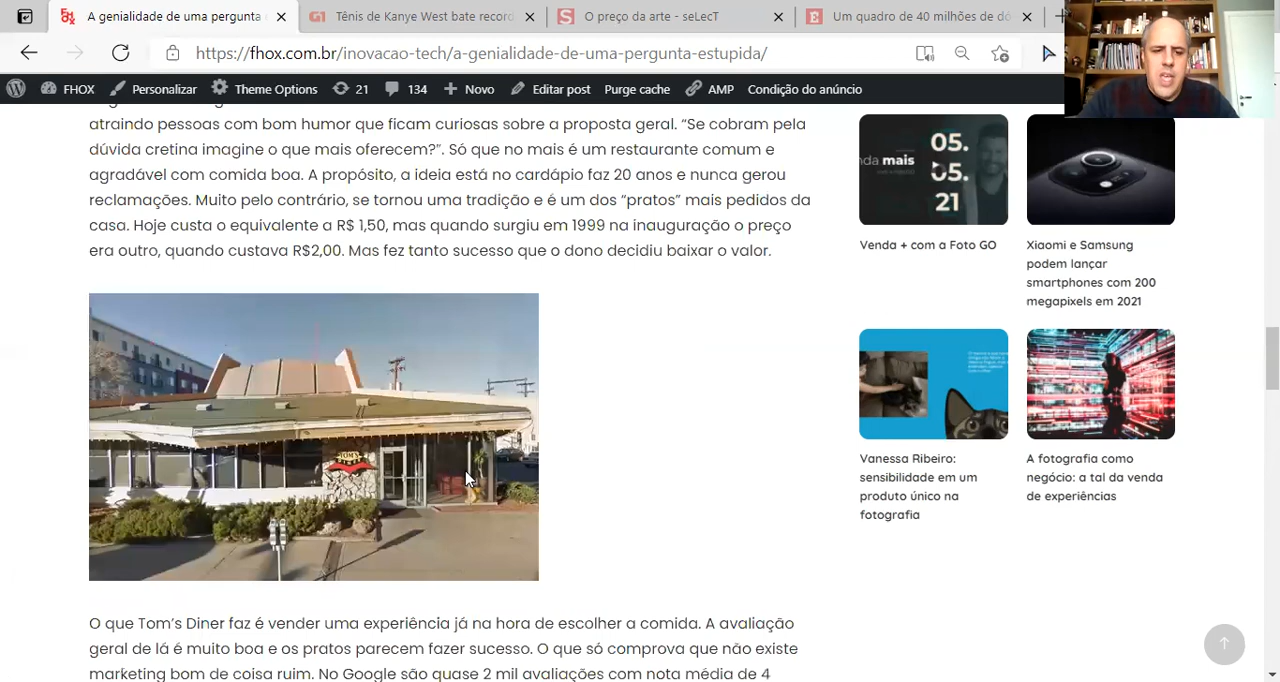 A genialidade de uma pergunta
Tênis de Kanye West bate record
O preço da arte - seLecT
Um quadro de 40 milhões de dó
https://fhox.com.br/inovacao-tech/a-genialidade-de-uma-pergunta-estupida/
FHOX
Personalizar
Theme Options
21
134
Novo
Editar post
Purge cache
AMP
Condição do anúncio
atraindo pessoas com bom humor que ficam curiosas sobre a proposta geral. “Se cobram pela
dúvida cretina imagine o que mais oferecem?”. Só que no mais é um restaurante comum e
agradável com comida boa. A propósito, a ideia está no cardápio faz 20 anos e nunca gerou
reclamações. Muito pelo contrário, se tornou uma tradição e é um dos “pratos” mais pedidos da
casa. Hoje custa o equivalente a R$ 1,50, mas quando surgiu em 1999 na inauguração o preço
era outro, quando custava R$2,00. Mas fez tanto sucesso que o dono decidiu baixar o valor.
TOM'S
O que Tom’s Diner faz é vender uma experiência já na hora de escolher a comida. A avaliação
geral de lá é muito boa e os pratos parecem fazer sucesso. O que só comprova que não existe
marketing bom de coisa ruim. No Google são quase 2 mil avaliações com nota média de 4
nda mais
05.
05.
21
Venda + com a Foto GO
Xiaomi e Samsung
podem lançar
smartphones com 200
megapixels em 2021
Vanessa Ribeiro:
sensibilidade em um
produto único na
fotografia
A fotografia como
negócio: a tal da venda
de experiências